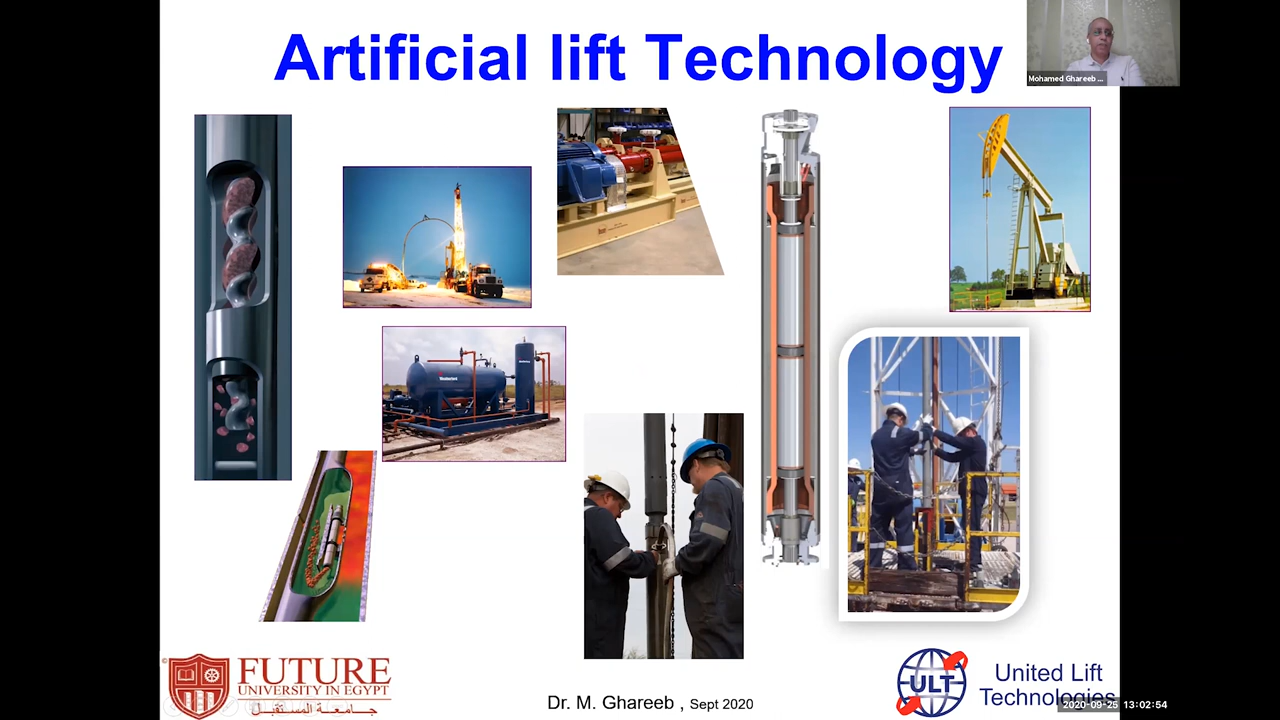 Artificial lift Technology
Mohamed Ghareeb ...
FUTURE
UNIVERSITY IN EGYPT
جامعة المستقبل
Dr. M. Ghareeb , Sept 2020
ULT
United Lift
Technologies
2020-09-25 13:02:54